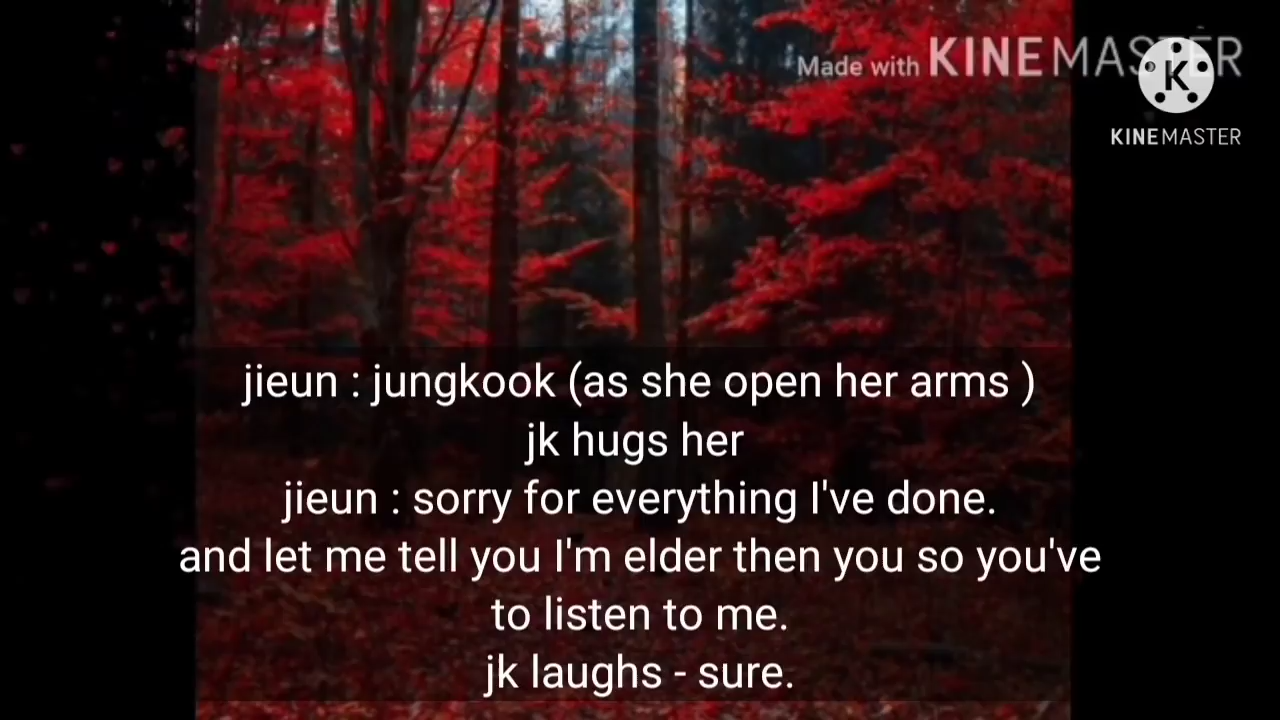 Made with KINEMASTER
K
KINEMASTER
jieun : jungkook (as she open her arms )
jk hugs her
jieun : sorry for everything I've done.
and let me tell you I'm elder then you so you've
to listen to me.
jk laughs - sure.